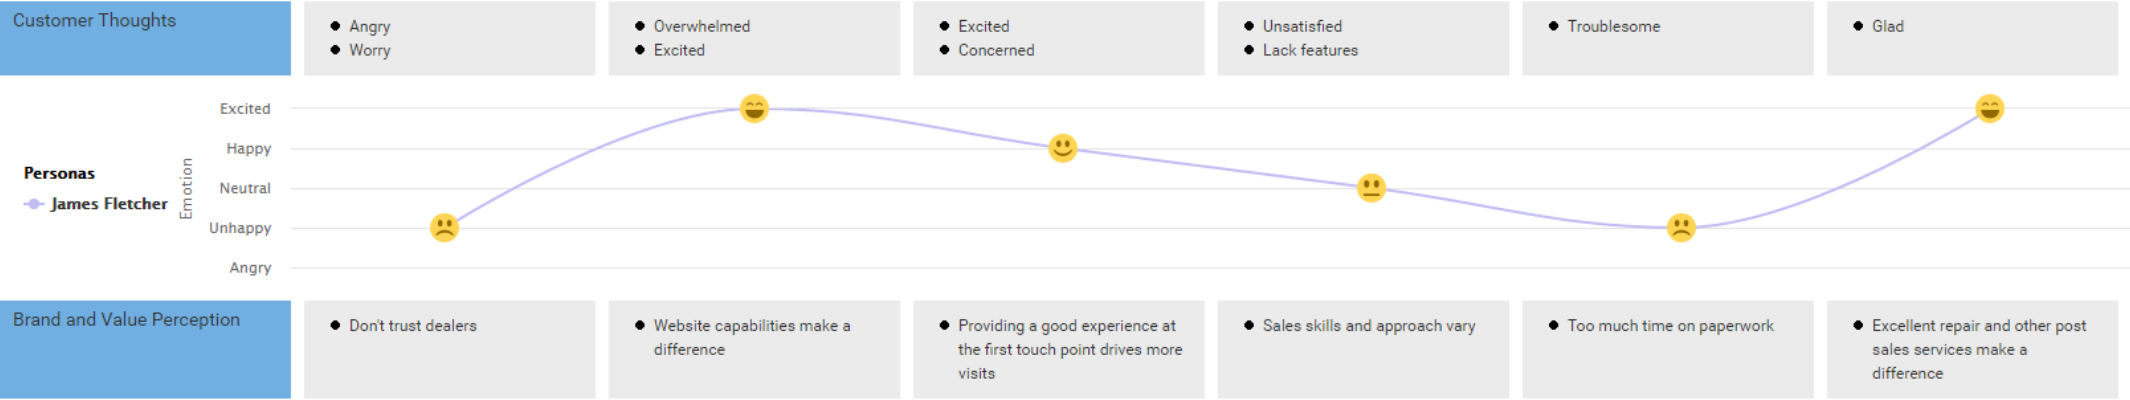 Customer Thoughts
● Angry
● Worry
● Overwhelmed
● Excited
● Excited
● Concerned
● Unsatisfied
● Lack features
● Troublesome
● Glad
Personas
James Fletcher
Emotion
Excited
Happy
Neutral
Unhappy
Angry
Brand and Value Perception
● Don't trust dealers
● Website capabilities make a
difference
● Providing a good experience at
the first touch point drives more
visits
● Sales skills and approach vary
● Too much time on paperwork
● Excellent repair and other post
sales services make a
difference